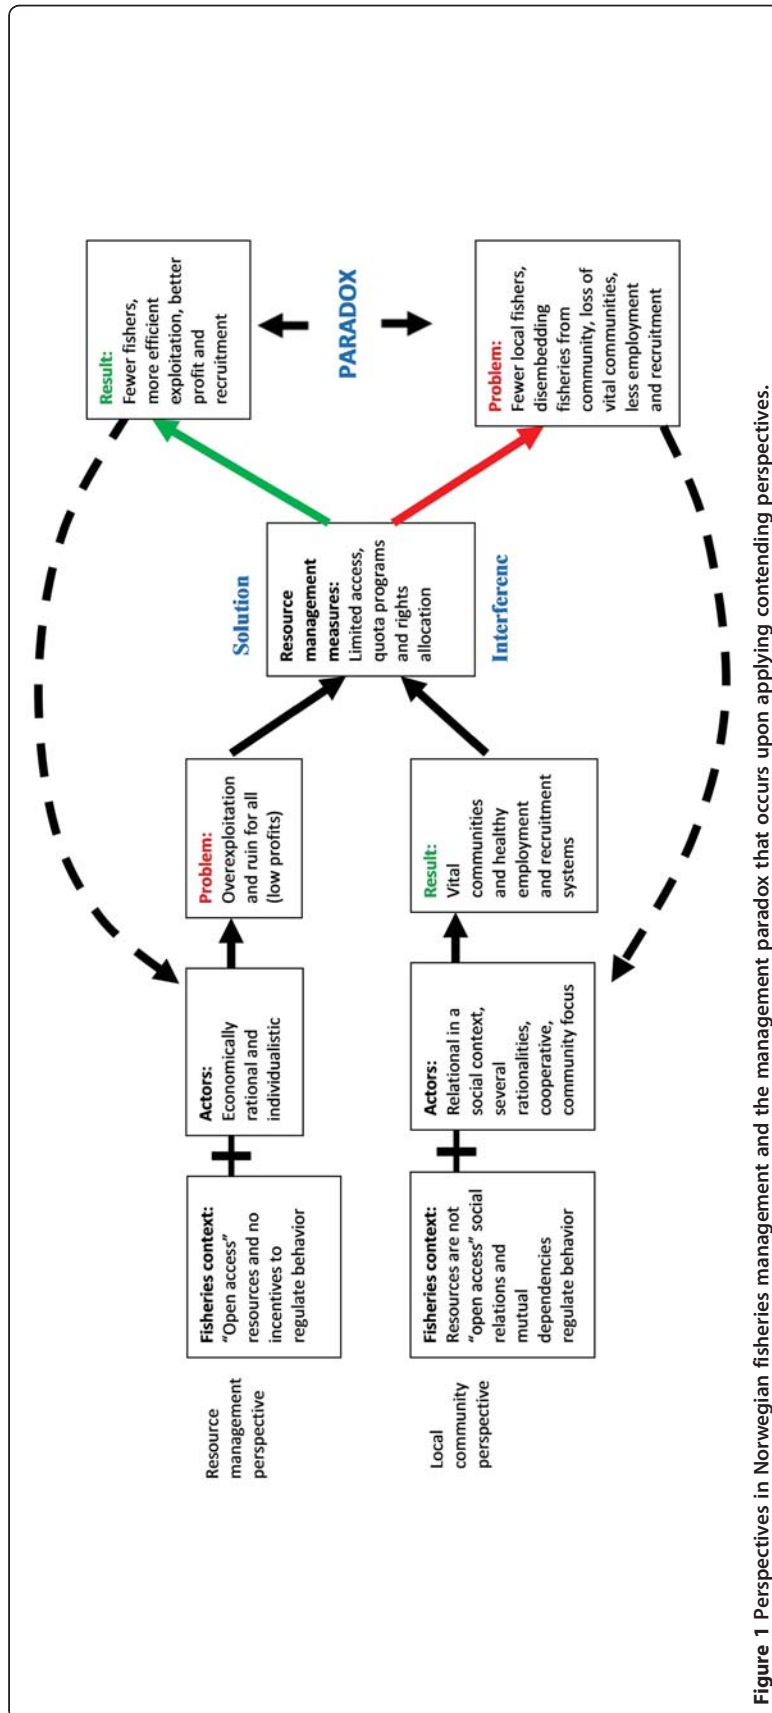 Resource
management
perspective
Fisheries context:
"Open access"
resources and no
incentives to
regulate behavior
Actors:
Economically
rational and
individualistic
Problem:
Overexploitation
and ruin for all
(low profits)
Local
community
perspective
Fisheries context:
Resources are not
"open access" social
relations and
mutual
dependencies
regulate behavior
Actors:
Relational in a
social context,
several
rationalities,
cooperative,
community focus
Result:
Vital
communities
and healthy
employment
and recruitment
systems
Solution
Resource
management
measures:
Limited access,
quota programs
and rights
allocation
Interferenc
Result:
Fewer fishers,
more efficient
exploitation, better
profit and
recruitment
PARADOX
Problem:
Fewer local fishers,
disembedding
fisheries from
community, loss of
vital communities,
less employment
and recruitment
Figure 1 Perspectives in Norwegian fisheries management and the management paradox that occurs upon applying contending perspectives.